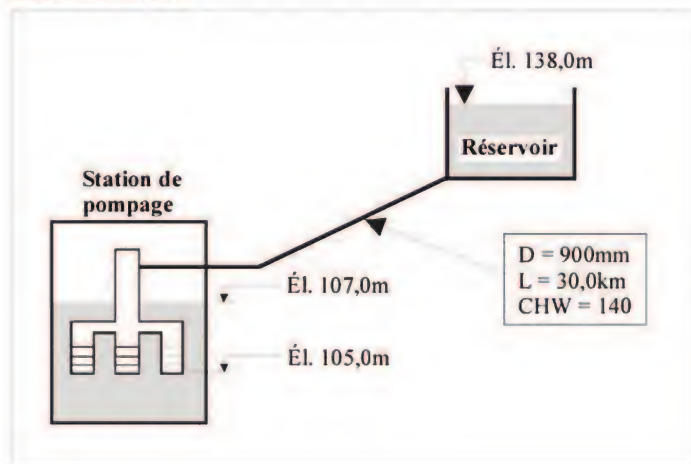 Él. 138,0m
Réservoir
Station de
pompage
D = 900mm
L = 30,0km
CHW = 140
Él. 107,0m
Él. 105,0m